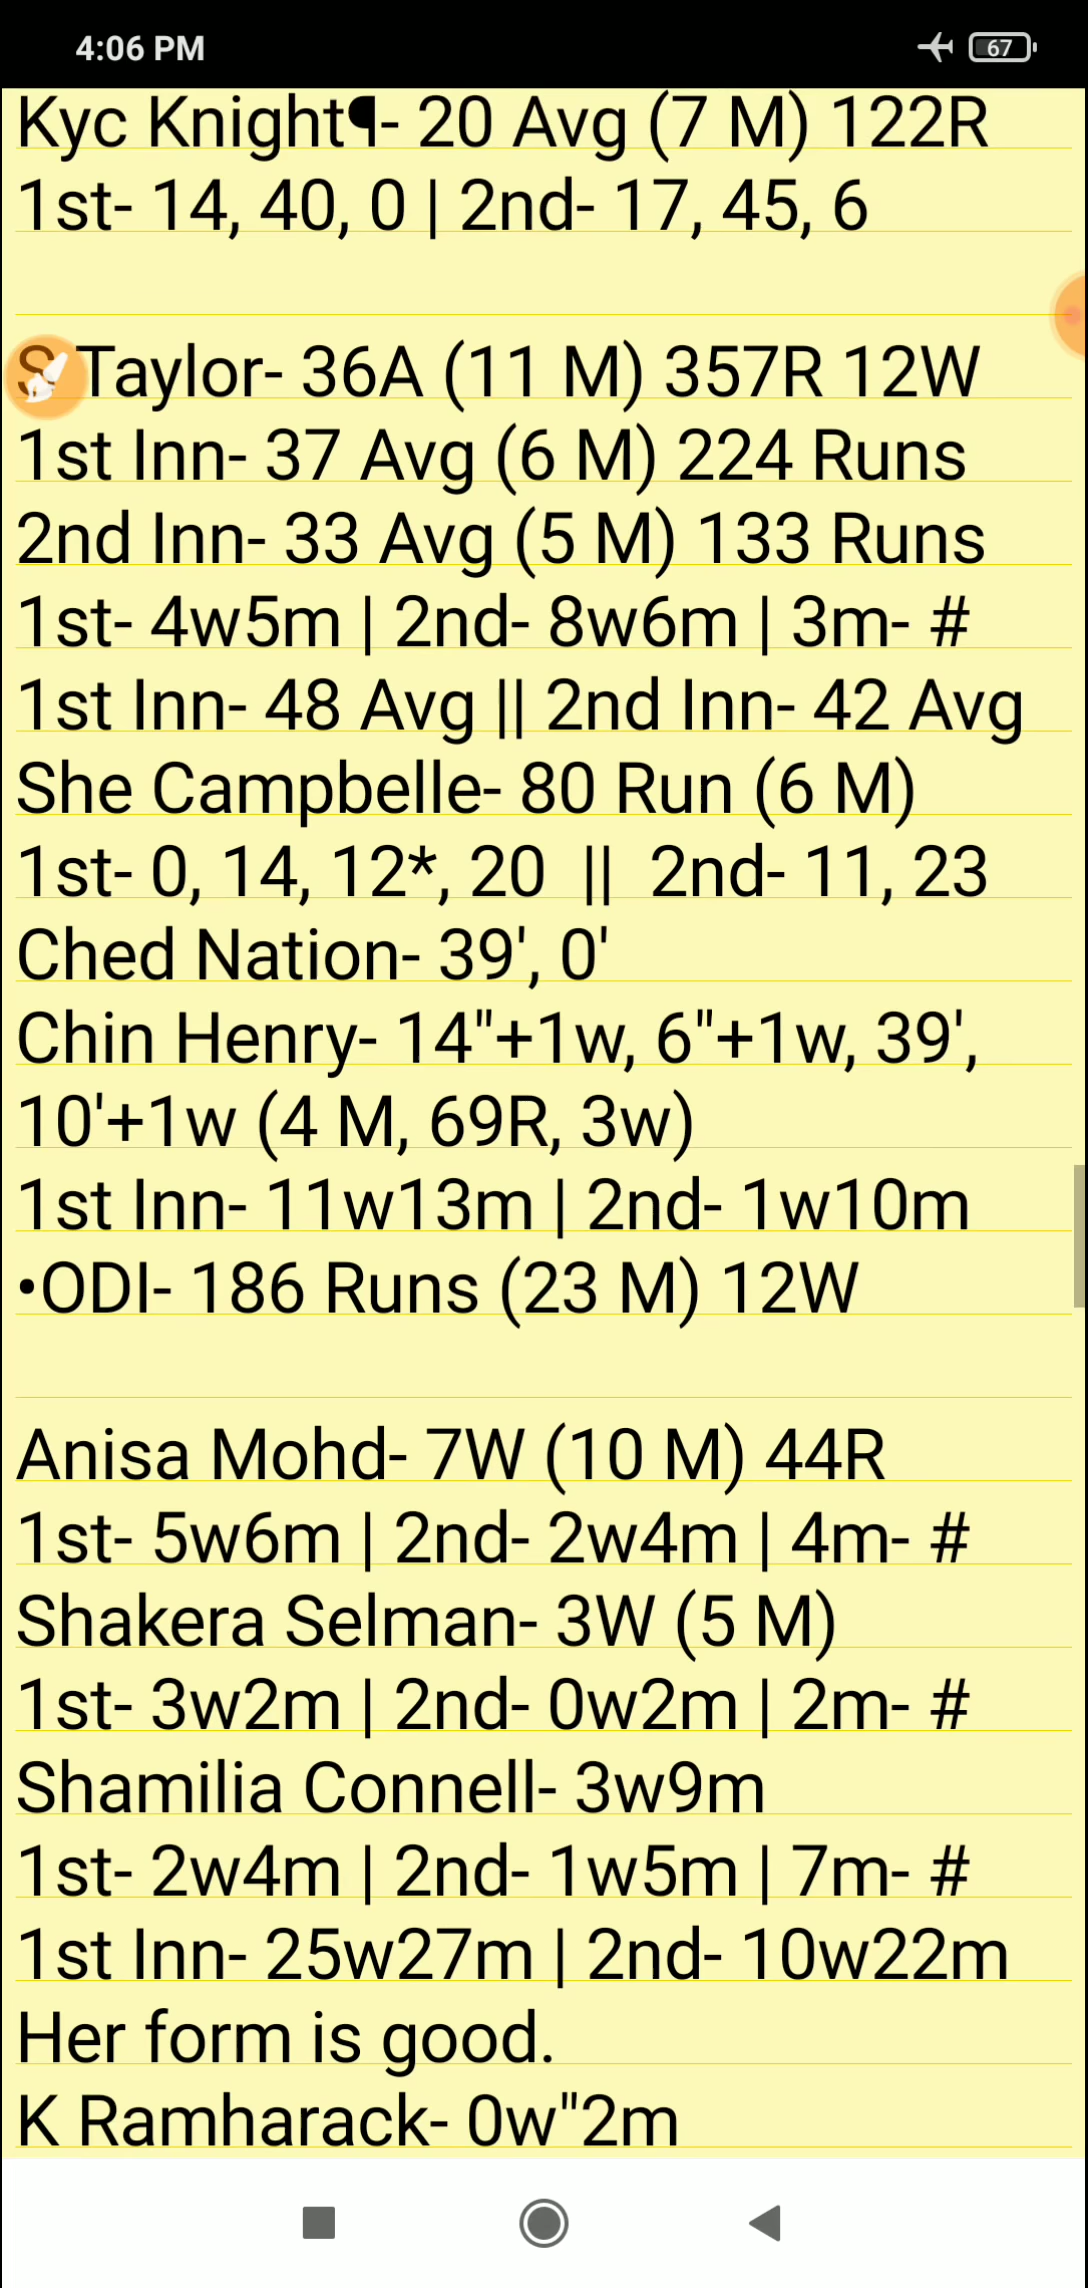 4:06 PM
67
Kyc Knight¶- 20 Avg (7 M) 122R
1st- 14, 40, 0 | 2nd- 17, 45, 6
S Taylor- 36A (11 M) 357R 12W
1st Inn- 37 Avg (6 M) 224 Runs
2nd Inn- 33 Avg (5 M) 133 Runs
1st- 4w5m | 2nd- 8w6m | 3m- #
1st Inn- 48 Avg || 2nd Inn- 42 Avg
She Campbelle- 80 Run (6 M)
1st- 0, 14, 12*, 20 || 2nd- 11, 23
Ched Nation- 39', 0'
Chin Henry- 14"+1w, 6"+1w, 39',
10'+1w (4 M, 69R, 3w)
1st Inn- 11w13m | 2nd- 1w10m
•ODI- 186 Runs (23 M) 12W
Anisa Mohd- 7W (10 M) 44R
1st- 5w6m | 2nd- 2w4m | 4m- #
Shakera Selman- 3W (5 M)
1st- 3w2m | 2nd- 0w2m | 2m- #
Shamilia Connell- 3w9m
1st- 2w4m | 2nd- 1w5m | 7m- #
1st Inn- 25w27m | 2nd- 10w22m
Her form is good.
K Ramharack- 0w"2m